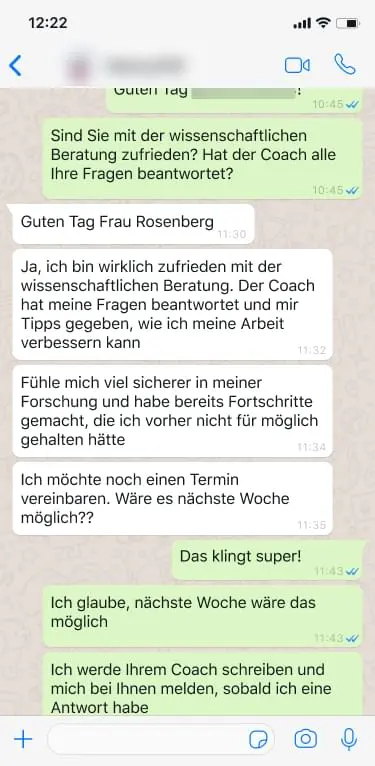 12:22
Guten Tag !
10:45
Sind Sie mit der wissenschaftlichen
Beratung zufrieden? Hat der Coach alle
Ihre Fragen beantwortet?
10:45
Guten Tag Frau Rosenberg
11:30
Ja, ich bin wirklich zufrieden mit der
wissenschaftlichen Beratung. Der Coach
hat meine Fragen beantwortet und mir
Tipps gegeben, wie ich meine Arbeit
verbessern kann
11:32
Fühle mich viel sicherer in meiner
Forschung und habe bereits Fortschritte
gemacht, die ich vorher nicht für möglich
gehalten hätte
11:34
Ich möchte noch einen Termin
vereinbaren. Wäre es nächste Woche
möglich??
11:35
Das klingt super!
11:43
Ich glaube, nächste Woche wäre das
möglich
11:43
Ich werde Ihrem Coach schreiben und
mich bei Ihnen melden, sobald ich eine
Antwort habe